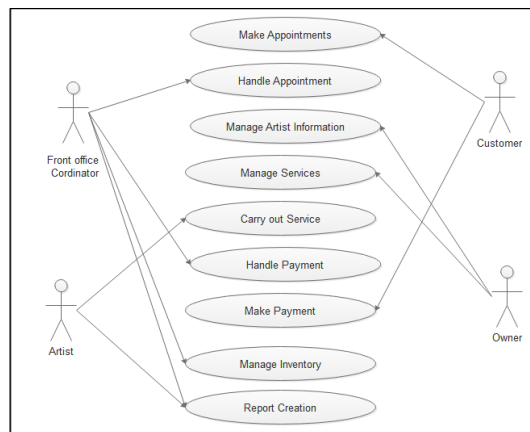 Make Appointments
Handle Appointment
Front office
Cordinator
Manage Artist Information
Customer
Manage Services
Carry out Service
Handle Payment
Make Payment
Artist
Owner
Manage Inventory
Report Creation